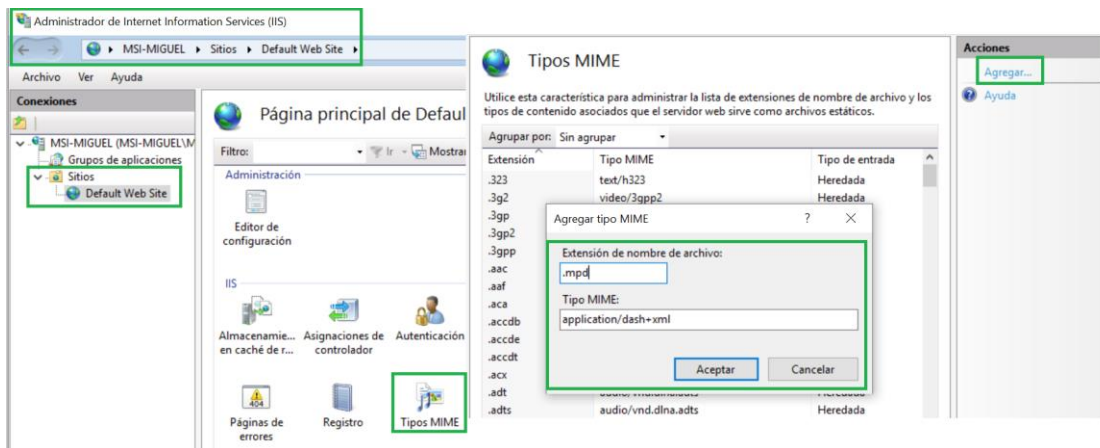 Administrador de Internet Information Services (IIS)
MSI-MIGUEL ▸ Sitios ▸ Default Web Site ▸
Archivo Ver Ayuda
Conexiones
MSI-MIGUEL (MSI-MIGUEL\M
Grupos de aplicaciones
Sitios
Default Web Site
Página principal de Defaul
Filtro: Ir Mostrar
Administración
Editor de
configuración
IIS
Almacenamie... Asignaciones de Autenticación
en caché de r... controlador
404
Páginas de Registro Tipos MIME
errores
Tipos MIME
Utilice esta característica para administrar la lista de extensiones de nombre de archivo y los
tipos de contenido asociados que el servidor web sirve como archivos estáticos.
Agrupar por: Sin agrupar
Extensión Tipo MIME Tipo de entrada
.323 text/h323 Heredada
.3g2 video/3gpp2 Heredada
.3gp
.3gp2
.3gpp
.aac
.aaf
.aca
.accdb
.accde
.accdt
.acx
.adt audio/vnd.dlna.adts Heredada
.adts audio/vnd.dlna.adts Heredada
Agregar tipo MIME ?
Extensión de nombre de archivo:
.mpd
Tipo MIME:
application/dash+xml
Aceptar Cancelar
Acciones
Agregar...
Ayuda